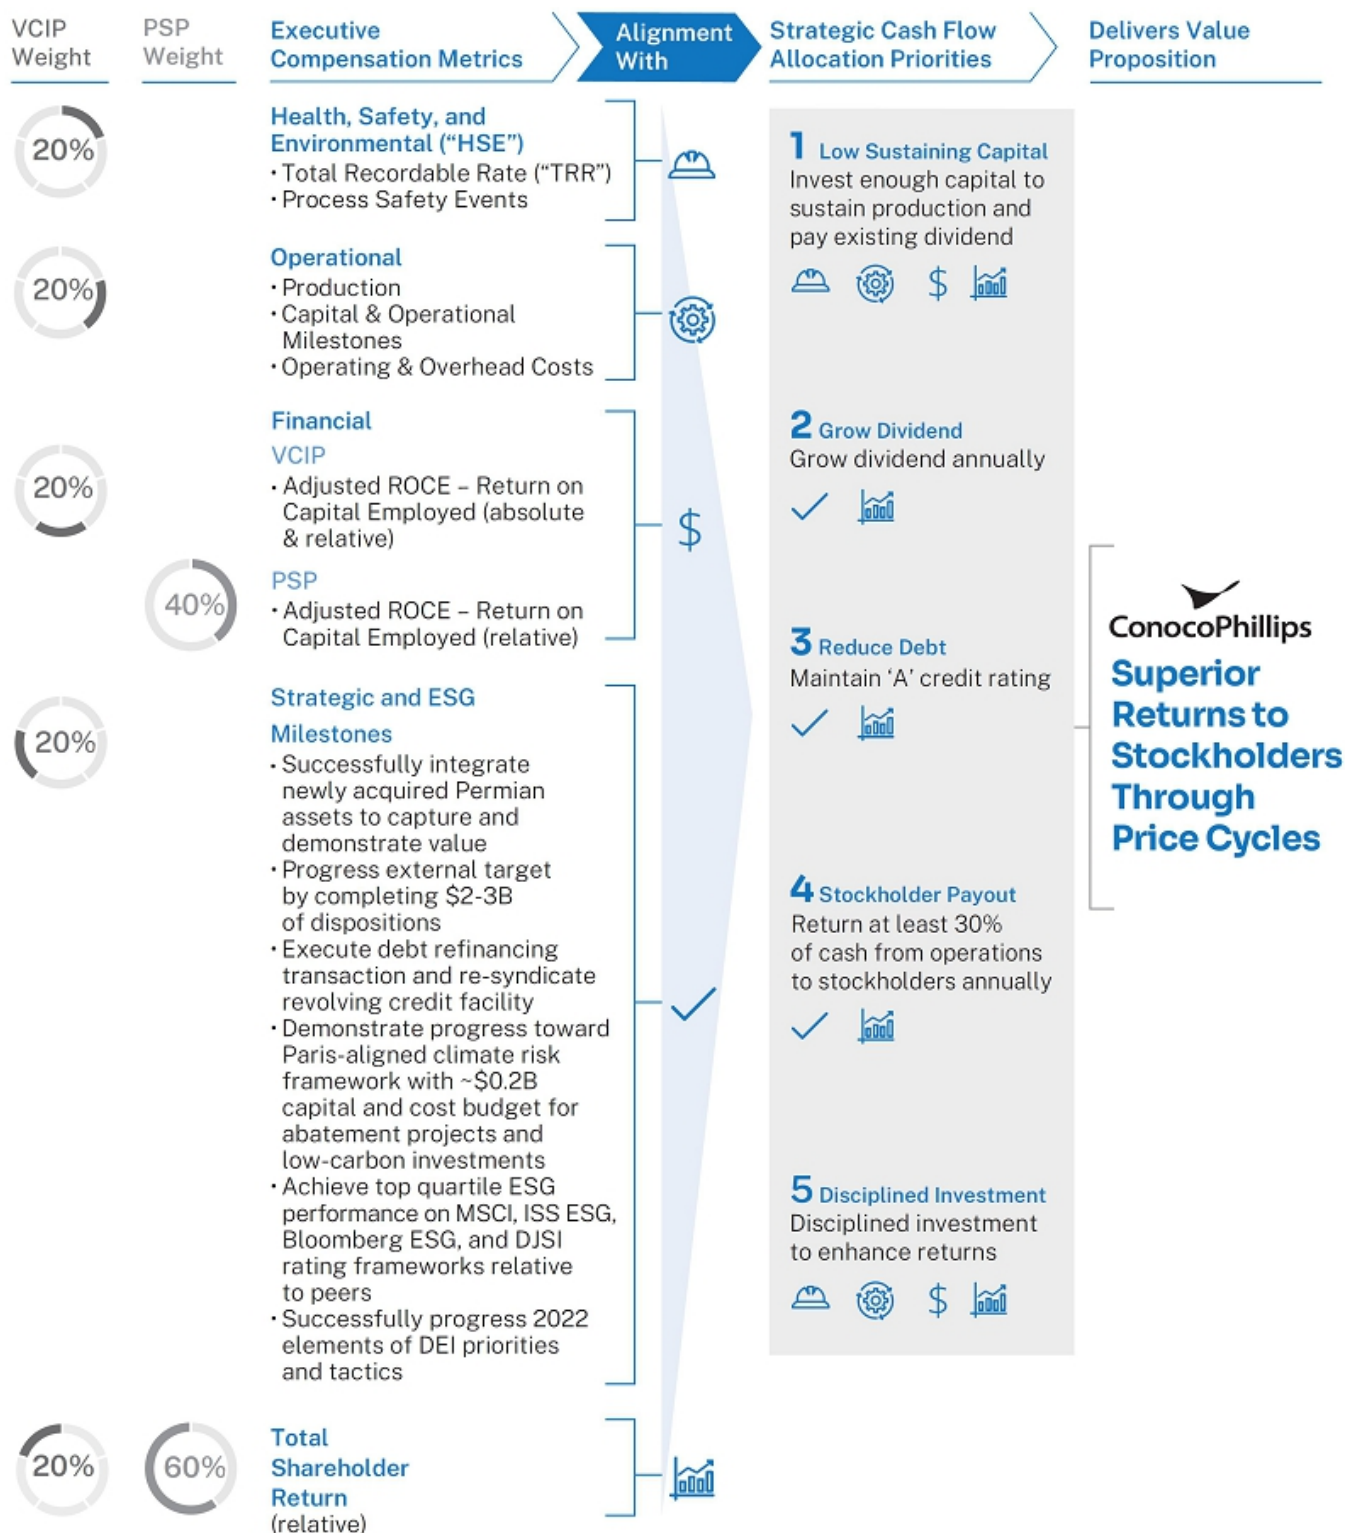 VCIP
Weight
PSP
Weight
Executive
Compensation Metrics
Alignment
With
Strategic Cash Flow
Allocation Priorities
Delivers Value
Proposition
20%
Health, Safety, and
Environmental (“HSE”)
· Total Recordable Rate (“TRR”)
· Process Safety Events
20%
Operational
· Production
· Capital & Operational
Milestones
· Operating & Overhead Costs
20%
Financial
VCIP
· Adjusted ROCE – Return on
Capital Employed (absolute
& relative)
40%
PSP
· Adjusted ROCE – Return on
Capital Employed (relative)
$
20%
Strategic and ESG
Milestones
· Successfully integrate
newly acquired Permian
assets to capture and
demonstrate value
· Progress external target
by completing $2-3B
of dispositions
· Execute debt refinancing
transaction and re-syndicate
revolving credit facility
· Demonstrate progress toward
Paris-aligned climate risk
framework with ~$0.2B
capital and cost budget for
abatement projects and
low-carbon investments
· Achieve top quartile ESG
performance on MSCI, ISS ESG,
Bloomberg ESG, and DJSI
rating frameworks relative
to peers
· Successfully progress 2022
elements of DEI priorities
and tactics
20%
60%
Total
Shareholder
Return
(relative)
1 Low Sustaining Capital
Invest enough capital to
sustain production and
pay existing dividend
$
2 Grow Dividend
Grow dividend annually
3 Reduce Debt
Maintain ‘A’ credit rating
4 Stockholder Payout
Return at least 30%
of cash from operations
to stockholders annually
5 Disciplined Investment
Disciplined investment
to enhance returns
$
ConocoPhillips
Superior
Returns to
Stockholders
Through
Price Cycles